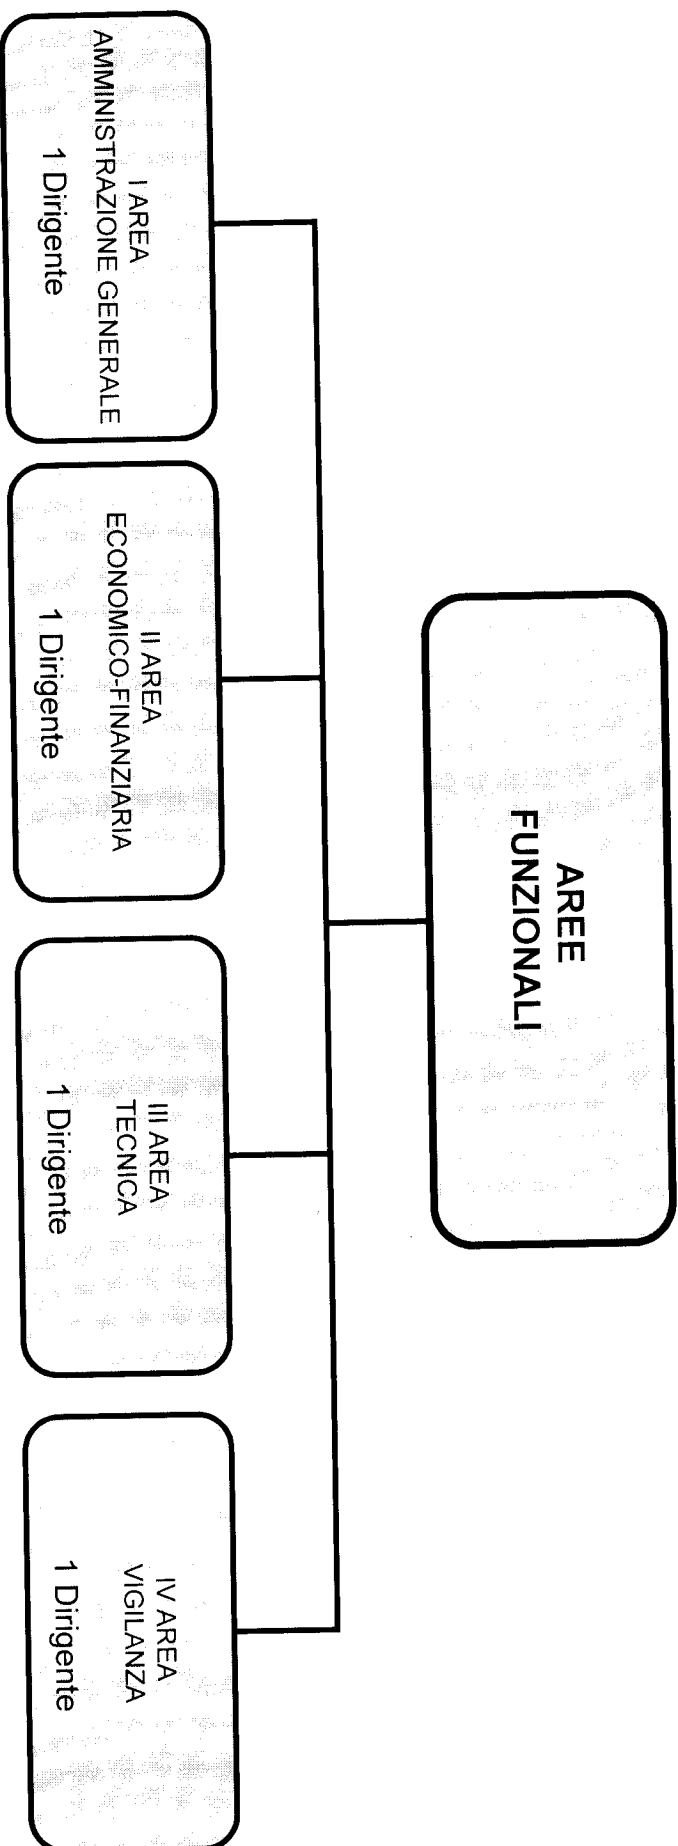 AREE
FUNZIONALI
I AREA
AMMINISTRAZIONE GENERALE
1 Dirigente
II AREA
ECONOMICO-FINANZIARIA
1 Dirigente
III AREA
TECNICA
1 Dirigente
IV AREA
VIGILANZA
1 Dirigente